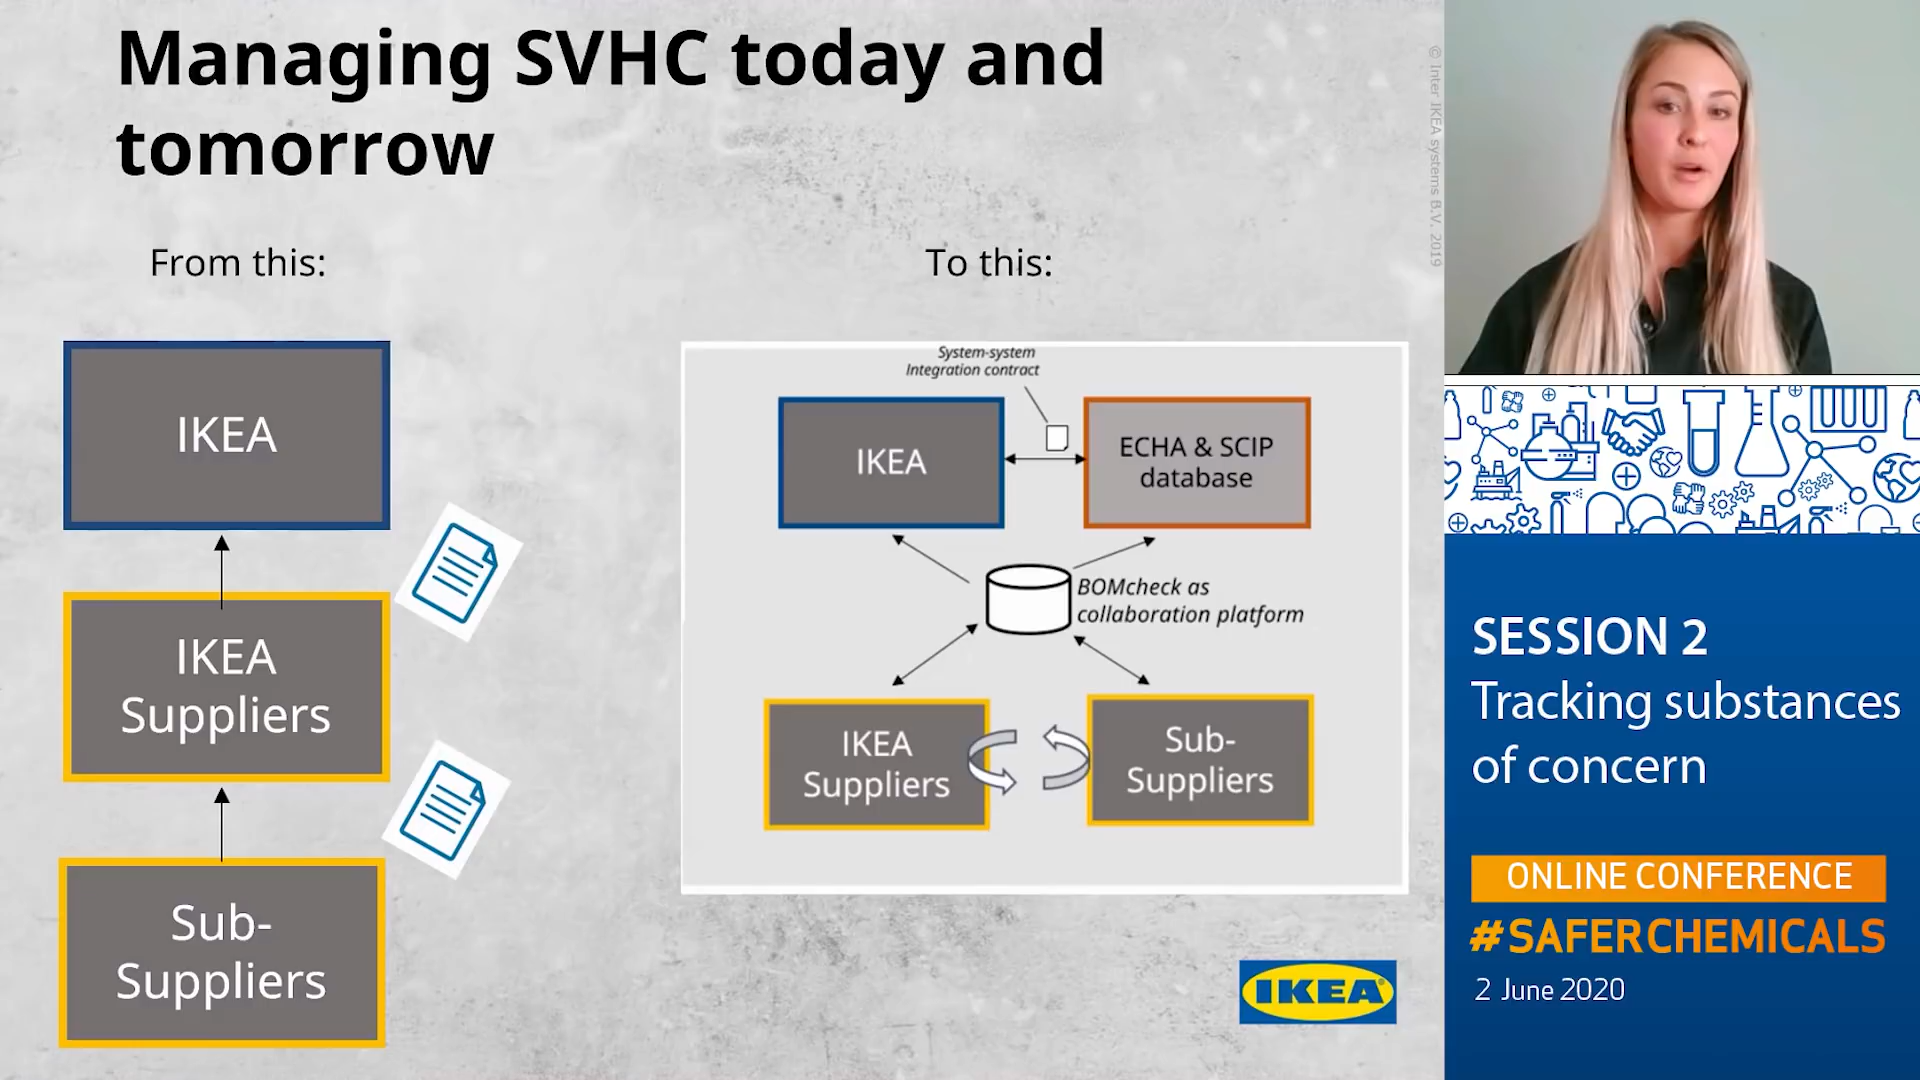 Managing SVHC today and
tomorrow
From this:
To this:
IKEA
IKEA
Suppliers
Sub-
Suppliers
System-system
Integration contract
IKEA
ECHA & SCIP
database
BOMcheck as
collaboration platform
IKEA
Suppliers
Sub-
Suppliers
IKEA®
© Inter IKEA systems B.V. 2019
SESSION 2
Tracking substances
of concern
ONLINE CONFERENCE
#SAFERCHEMICALS
2 June 2020